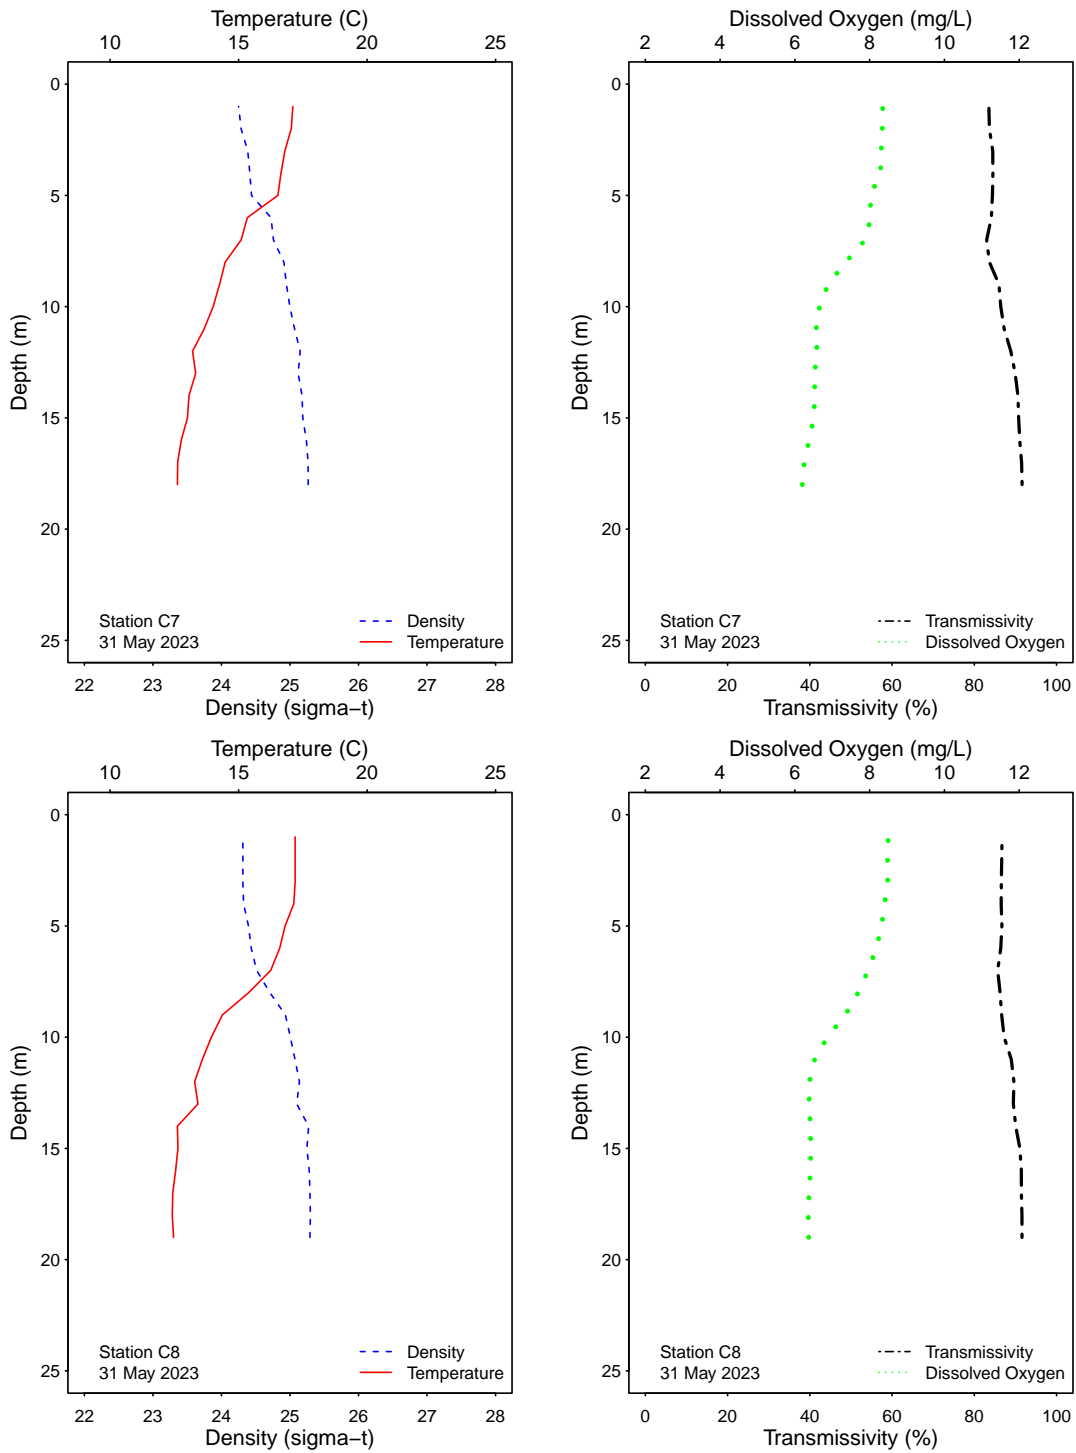 Temperature (C)
10 15 20 25
0
5
10
15
20
25
Depth (m)
Station C7
31 May 2023
Density
Temperature
22 23 24 25 26 27 28
Density (sigma−t)
Dissolved Oxygen (mg/L)
2 4 6 8 10 12
0
5
10
15
20
25
Depth (m)
Station C7
31 May 2023
Transmissivity
Dissolved Oxygen
0 20 40 60 80 100
Transmissivity (%)
Temperature (C)
10 15 20 25
0
5
10
15
20
25
Depth (m)
Station C8
31 May 2023
Density
Temperature
22 23 24 25 26 27 28
Density (sigma−t)
Dissolved Oxygen (mg/L)
2 4 6 8 10 12
0
5
10
15
20
25
Depth (m)
Station C8
31 May 2023
Transmissivity
Dissolved Oxygen
0 20 40 60 80 100
Transmissivity (%)